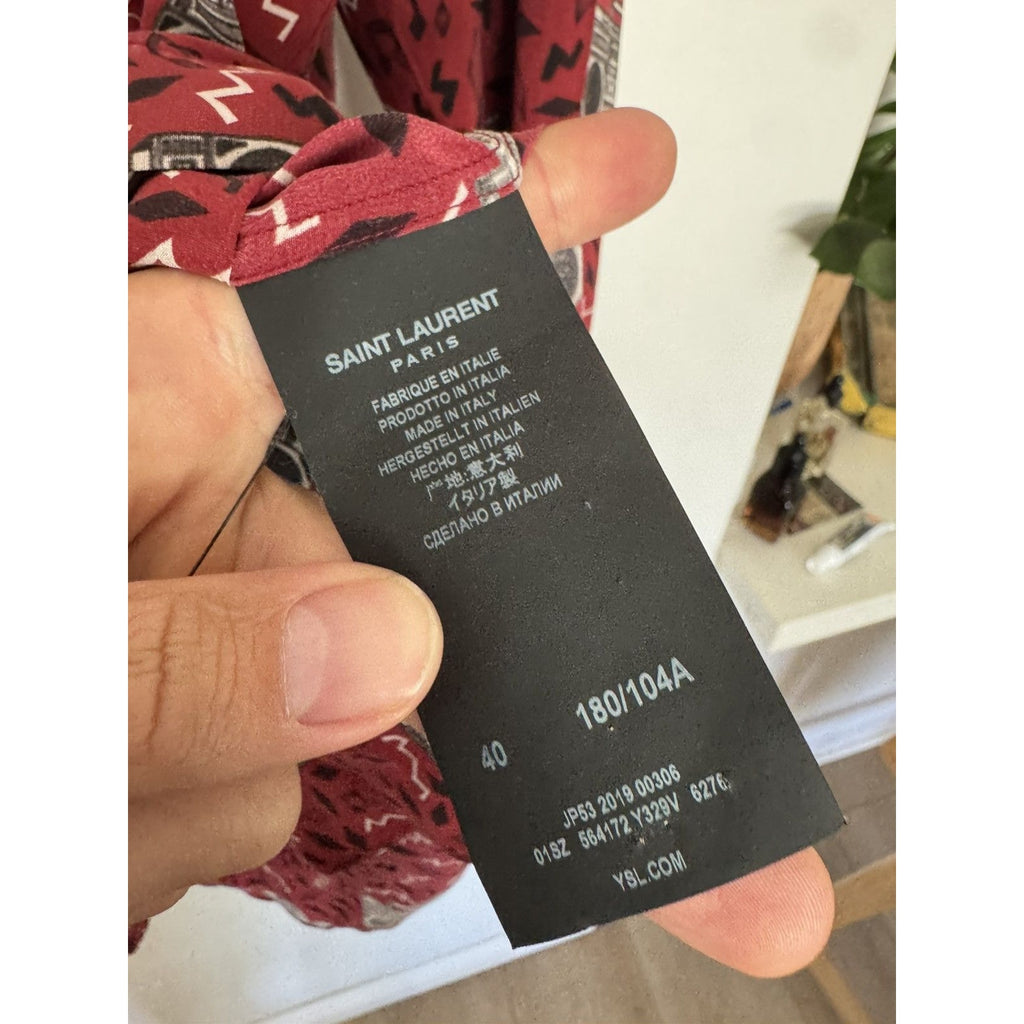 SAINT LAURENT
PARIS
FABRIQUE EN ITALIE
PRODOTTO IN ITALIA
MADE IN ITALY
HERGESTELLT IN ITALIEN
HECHO EN ITALIA
产地:意大利
イタリア製
СДЕЛАНО В ИТАЛИИ
40 180/104A
JP53 2019 00306
01SZ 564172 Y329V 6276
YSL.COM